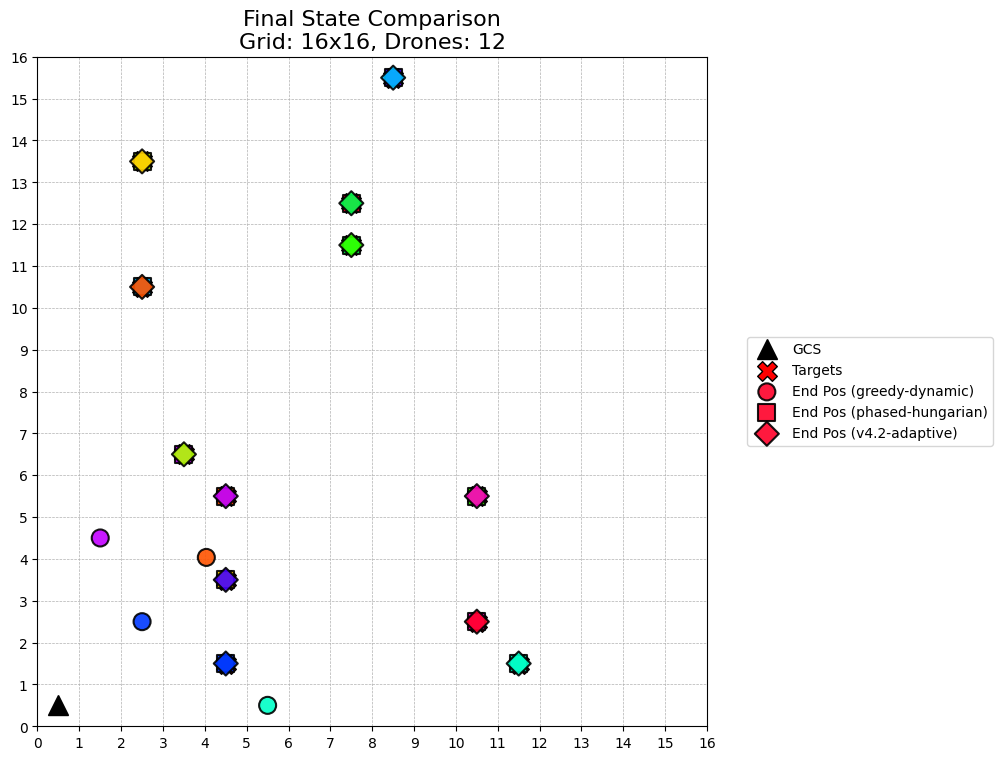 Final State Comparison
Grid: 16x16, Drones: 12
16
15
14
13
12
11
10
9
8
7
6
5
4
3
2
1
0
0 1 2 3 4 5 6 7 8 9 10 11 12 13 14 15 16
GCS
Targets
End Pos (greedy-dynamic)
End Pos (phased-hungarian)
End Pos (v4.2-adaptive)